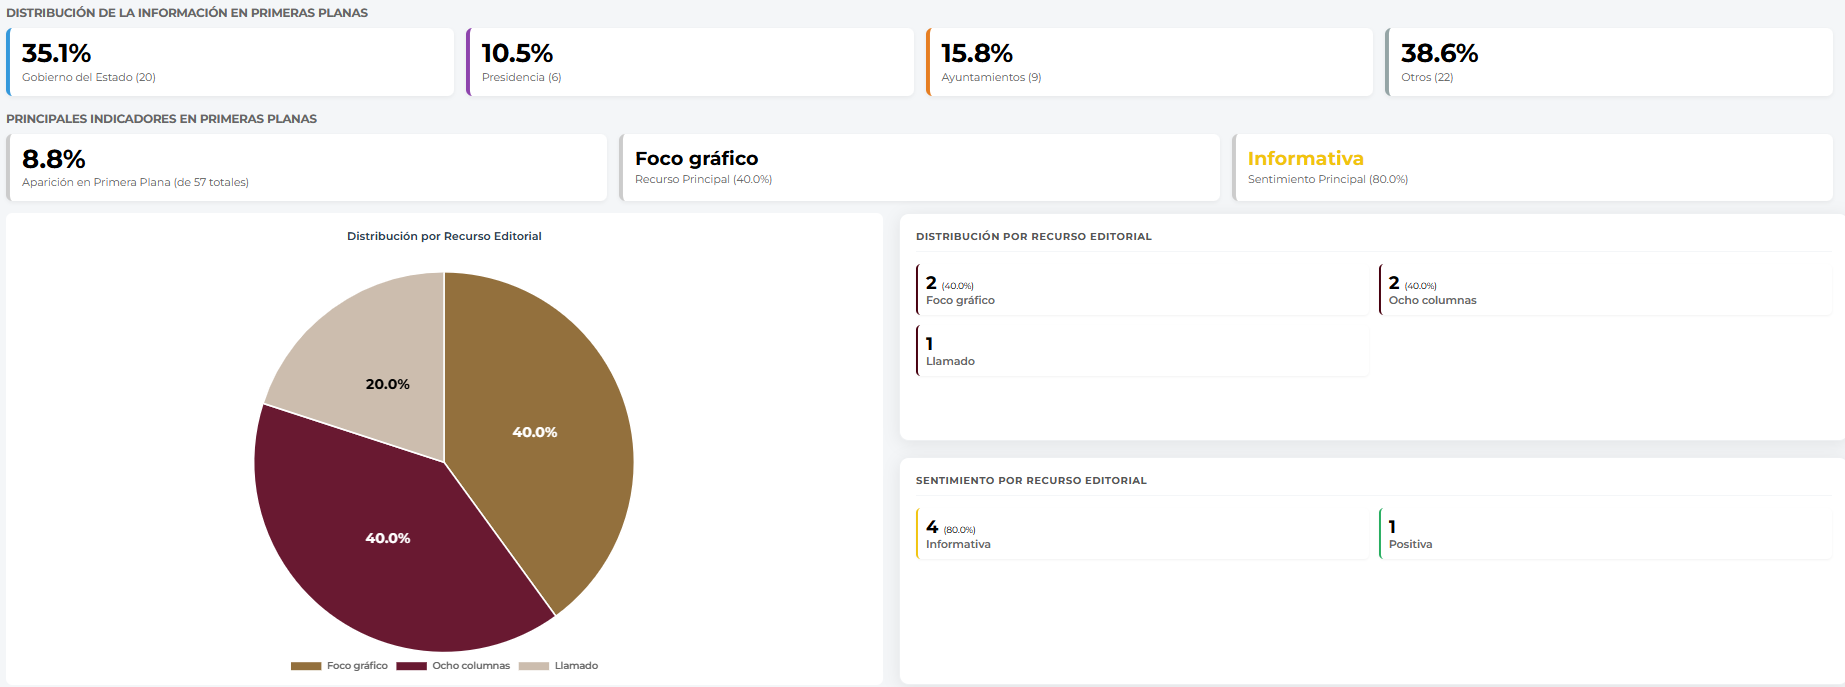 DISTRIBUCIÓN DE LA INFORMACIÓN EN PRIMERAS PLANAS
35.1%
Gobierno del Estado (20)
10.5%
Presidencia (6)
15.8%
Ayuntamientos (9)
38.6%
Otros (22)
PRINCIPALES INDICADORES EN PRIMERAS PLANAS
8.8%
Aparición en Primera Plana (de 57 totales)
Foco gráfico
Recurso Principal (40.0%)
Informativa
Sentimiento Principal (80.0%)
Distribución por Recurso Editorial
20.0%
40.0%
40.0%
Foco gráfico
Ocho columnas
Llamado
DISTRIBUCIÓN POR RECURSO EDITORIAL
2 (40.0%)
Foco gráfico
2 (40.0%)
Ocho columnas
1
Llamado
SENTIMIENTO POR RECURSO EDITORIAL
4 (80.0%)
Informativa
1
Positiva